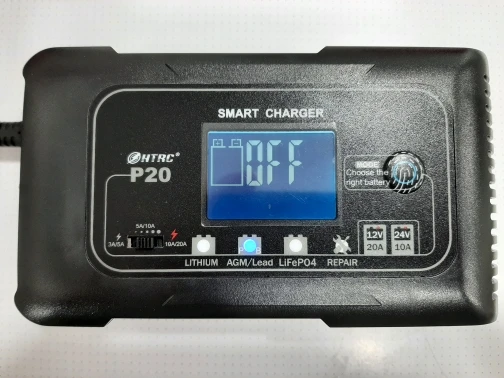 SMART CHARGER
HTRC®
P20
OFF
MODE
Choose the
right battery
5A/10A
3A/5A
10A/20A
12V
20A
24V
10A
LITHIUM
AGM/Lead
LiFePO4
REPAIR